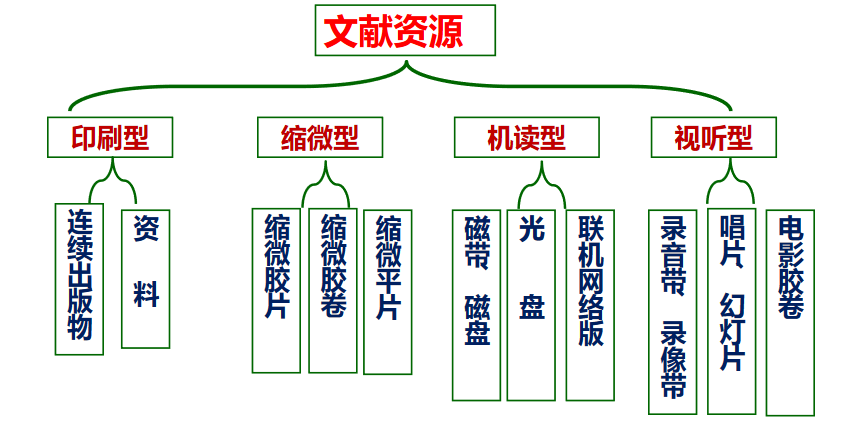 文献资源
印刷型
缩微型
机读型
视听型
连续出版物
资料
缩微胶片
缩微胶卷
缩微平片
磁带、磁盘
光盘
联机网络版
录音带、录像带
唱片、幻灯片
电影胶卷